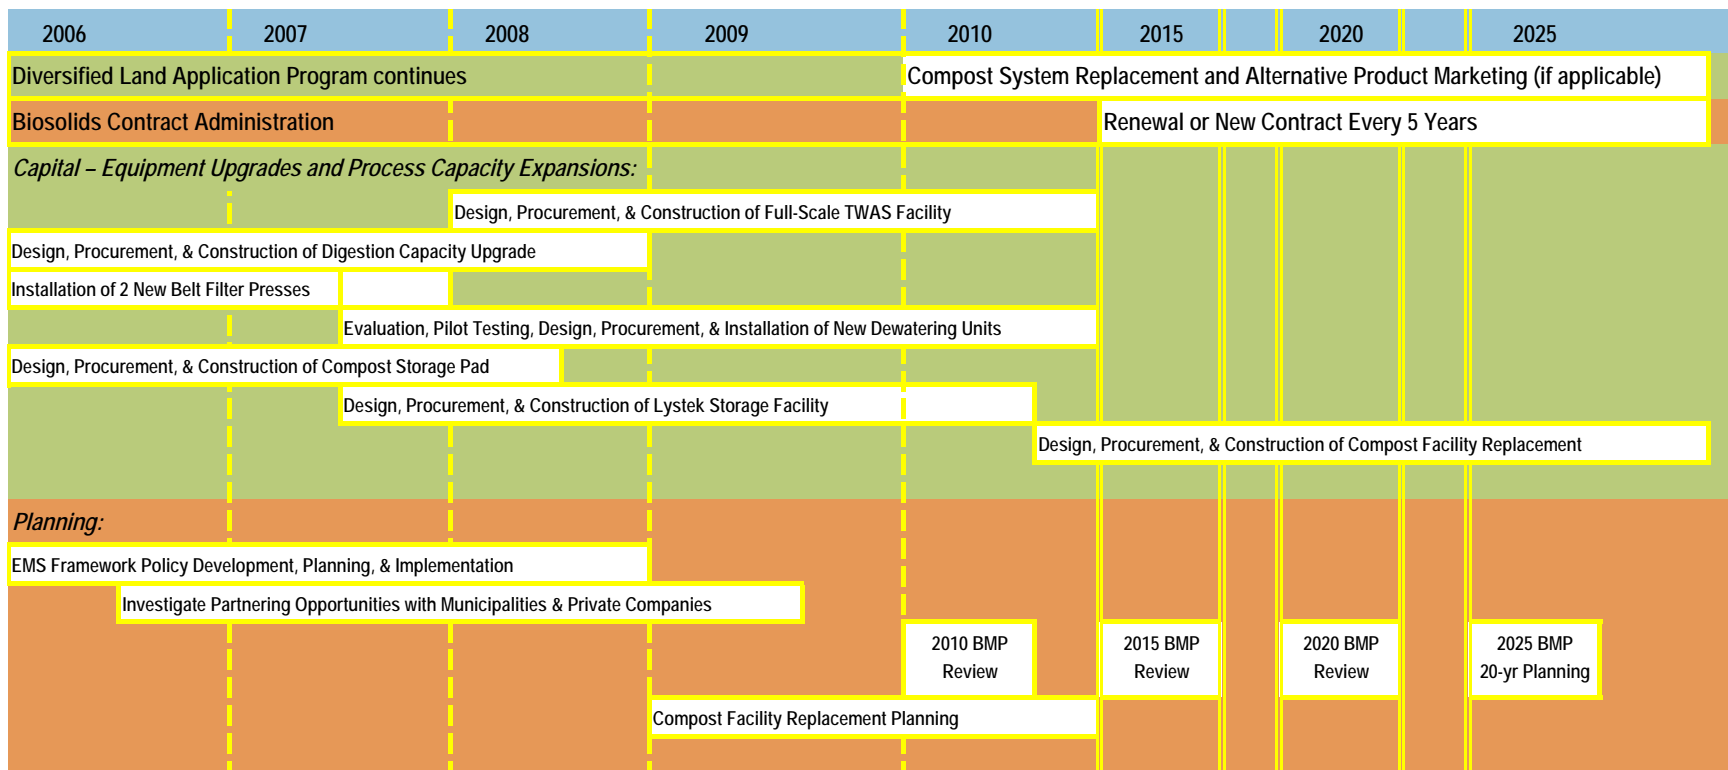 2006 2007 2008 2009 2010 2015 2020 2025
Diversified Land Application Program continues
Compost System Replacement and Alternative Product Marketing (if applicable)
Biosolids Contract Administration
Renewal or New Contract Every 5 Years
Capital – Equipment Upgrades and Process Capacity Expansions:
Design, Procurement, & Construction of Full-Scale TWAS Facility
Design, Procurement, & Construction of Digestion Capacity Upgrade
Installation of 2 New Belt Filter Presses
Evaluation, Pilot Testing, Design, Procurement, & Installation of New Dewatering Units
Design, Procurement, & Construction of Compost Storage Pad
Design, Procurement, & Construction of Lystek Storage Facility
Design, Procurement, & Construction of Compost Facility Replacement
Planning:
EMS Framework Policy Development, Planning, & Implementation
Investigate Partnering Opportunities with Municipalities & Private Companies
2010 BMP
Review
2015 BMP
Review
2020 BMP
Review
2025 BMP
20-yr Planning
Compost Facility Replacement Planning